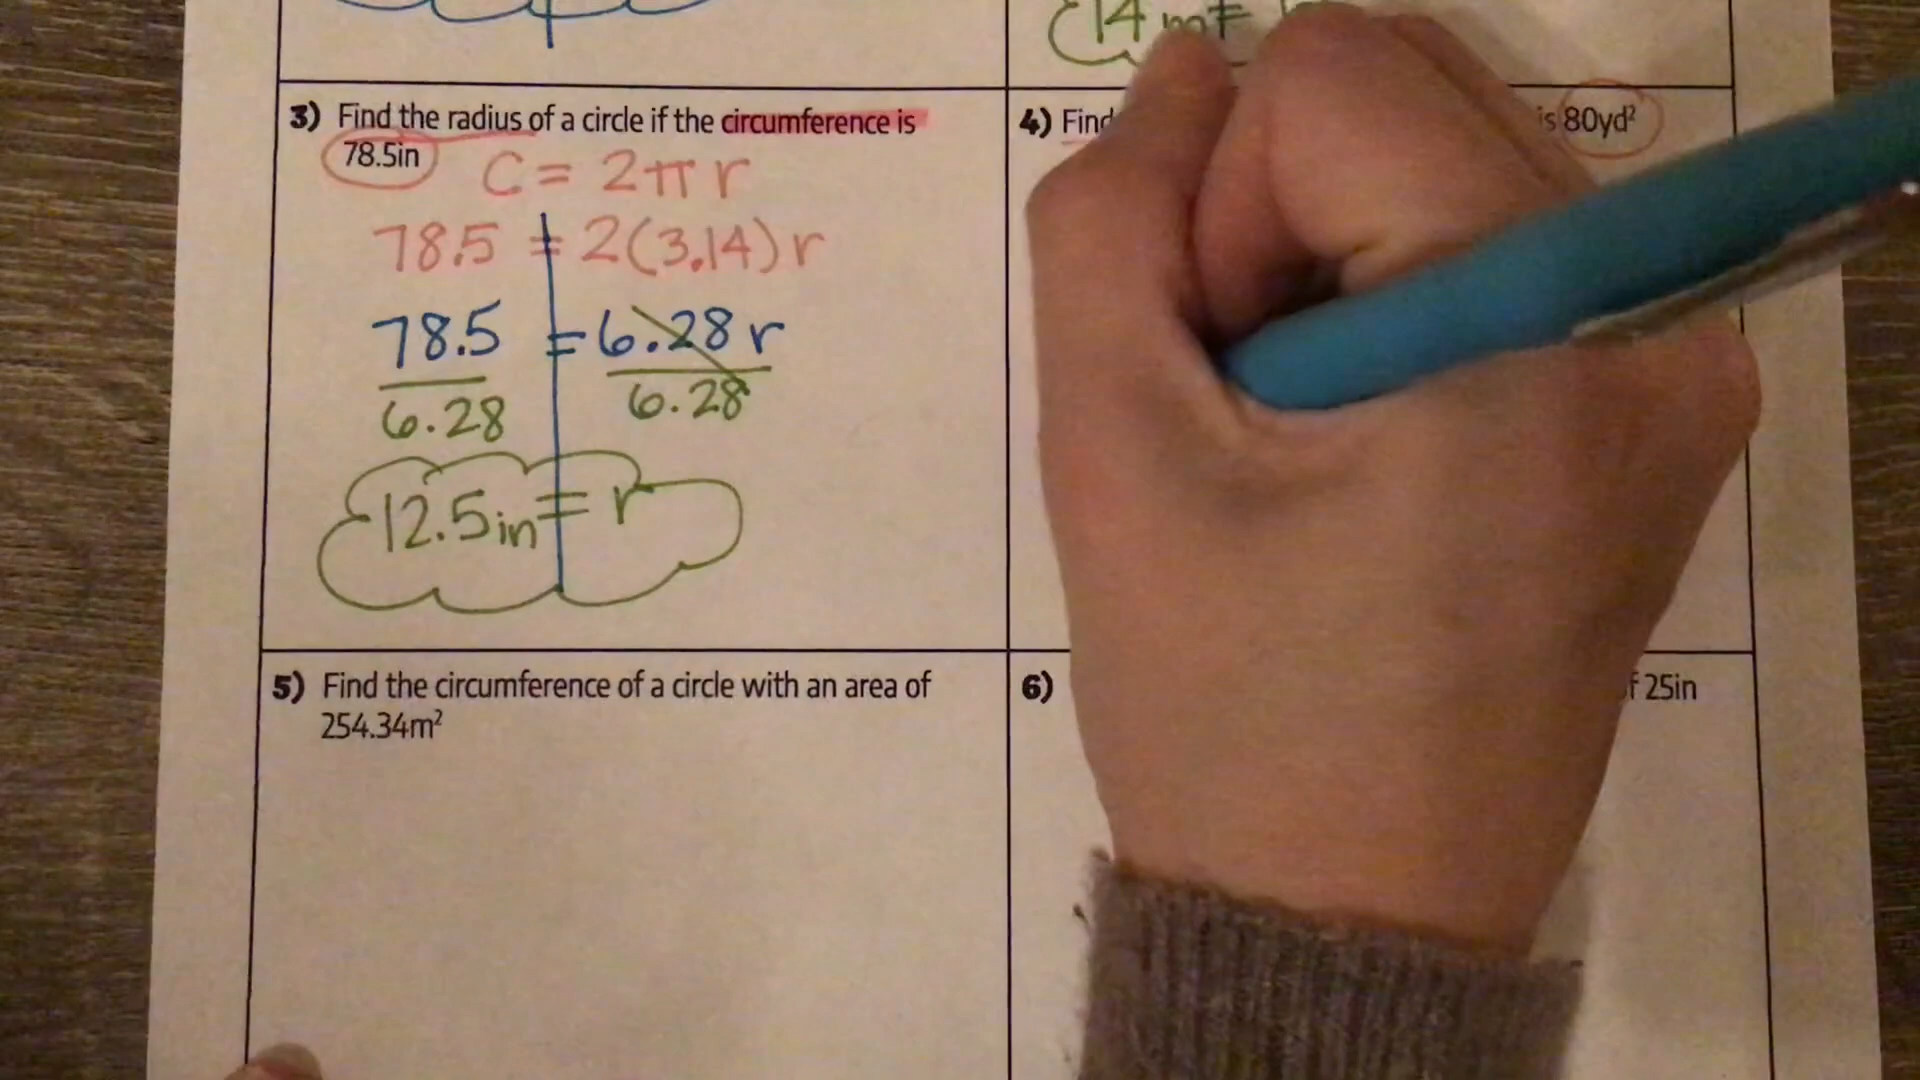 14 m =
3) Find the radius of a circle if the circumference is
78.5in
C = 2πr
78.5 = 2(3.14)r
78.5 = 6.28r
6.28 6.28
12.5in = r
4) Find is 80yd²
5) Find the circumference of a circle with an area of
254.34m²
6) f 25in